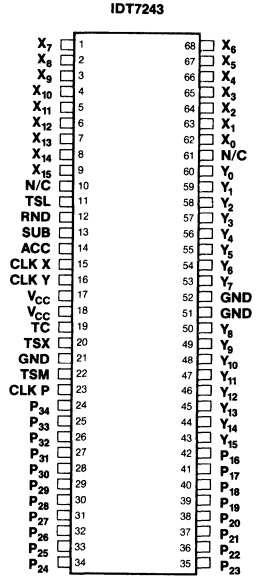 IDT7243
X7 1 68 X6
X8 2 67 X5
X9 3 66 X4
X10 4 65 X3
X11 5 64 X2
X12 6 63 X1
X13 7 62 X0
X14 8 61 N/C
X15 9 60 Y0
N/C 10 59 Y1
TSL 11 58 Y2
RND 12 57 Y3
SUB 13 56 Y4
ACC 14 55 Y5
CLK X 15 54 Y6
CLK Y 16 53 Y7
VCC 17 52 GND
VCC 18 51 GND
TC 19 50 Y8
TSX 20 49 Y9
GND 21 48 Y10
TSM 22 47 Y11
CLK P 23 46 Y12
P34 24 45 Y13
P33 25 44 Y14
P32 26 43 Y15
P31 27 42 P16
P30 28 41 P17
P29 29 40 P18
P28 30 39 P19
P27 31 38 P20
P26 32 37 P21
P25 33 36 P22
P24 34 35 P23